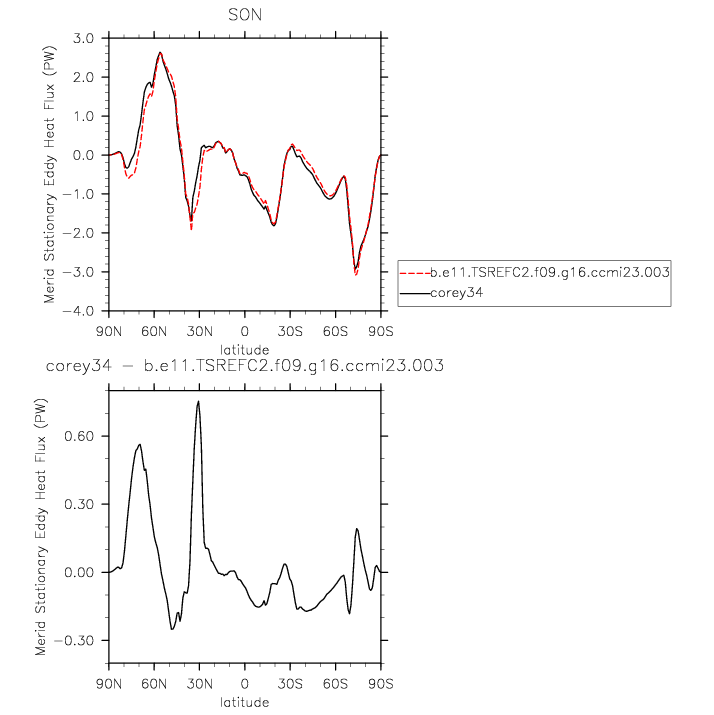 SON
Merid Stationary Eddy Heat Flux (PW)
3.0
2.0
1.0
0.0
-1.0
-2.0
-3.0
-4.0
90N 60N 30N 0 30S 60S 90S
latitude
b.e11.TSREFC2.f09.g16.ccmi23.003
corey34
corey34 - b.e11.TSREFC2.f09.g16.ccmi23.003
Merid Stationary Eddy Heat Flux (PW)
0.60
0.30
0.00
-0.30
90N 60N 30N 0 30S 60S 90S
latitude